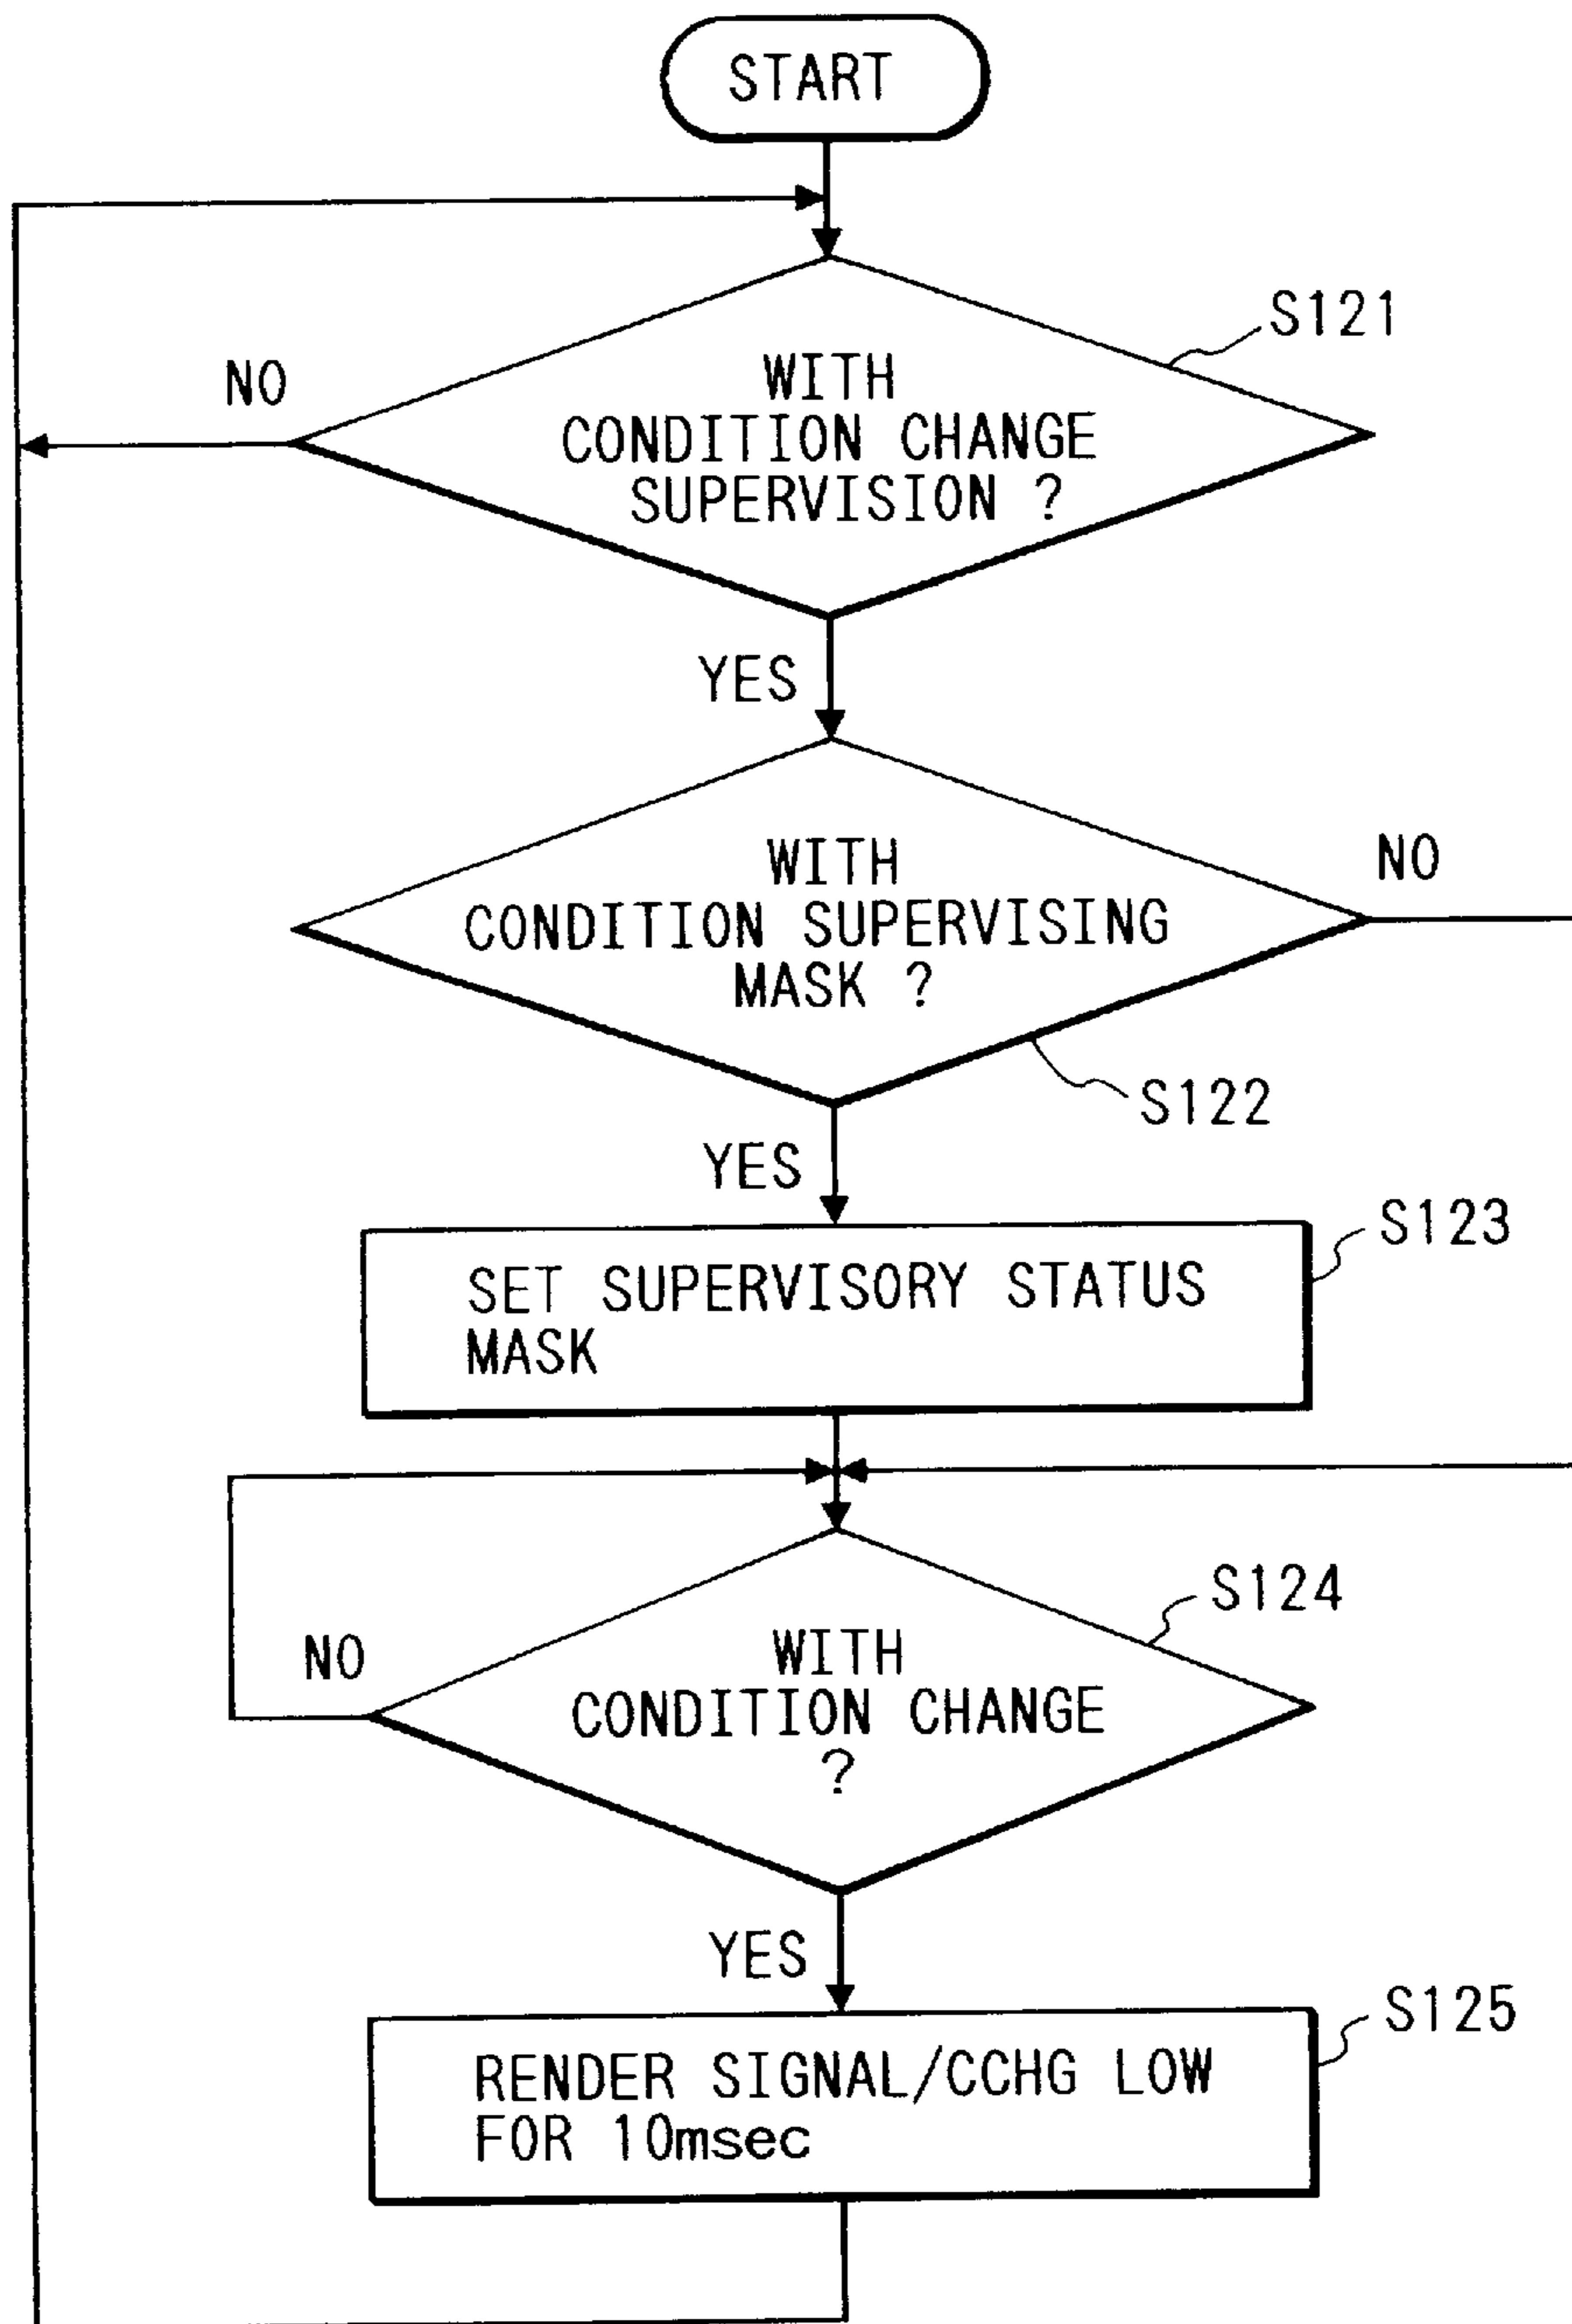 START
S121
NO
WITH
CONDITION CHANGE
SUPERVISION ?
YES
NO
WITH
CONDITION SUPERVISING
MASK ?
S122
YES
S123
SET SUPERVISORY STATUS
MASK
S124
NO
WITH
CONDITION CHANGE
?
YES
S125
RENDER SIGNAL/CCHG LOW
FOR 10msec